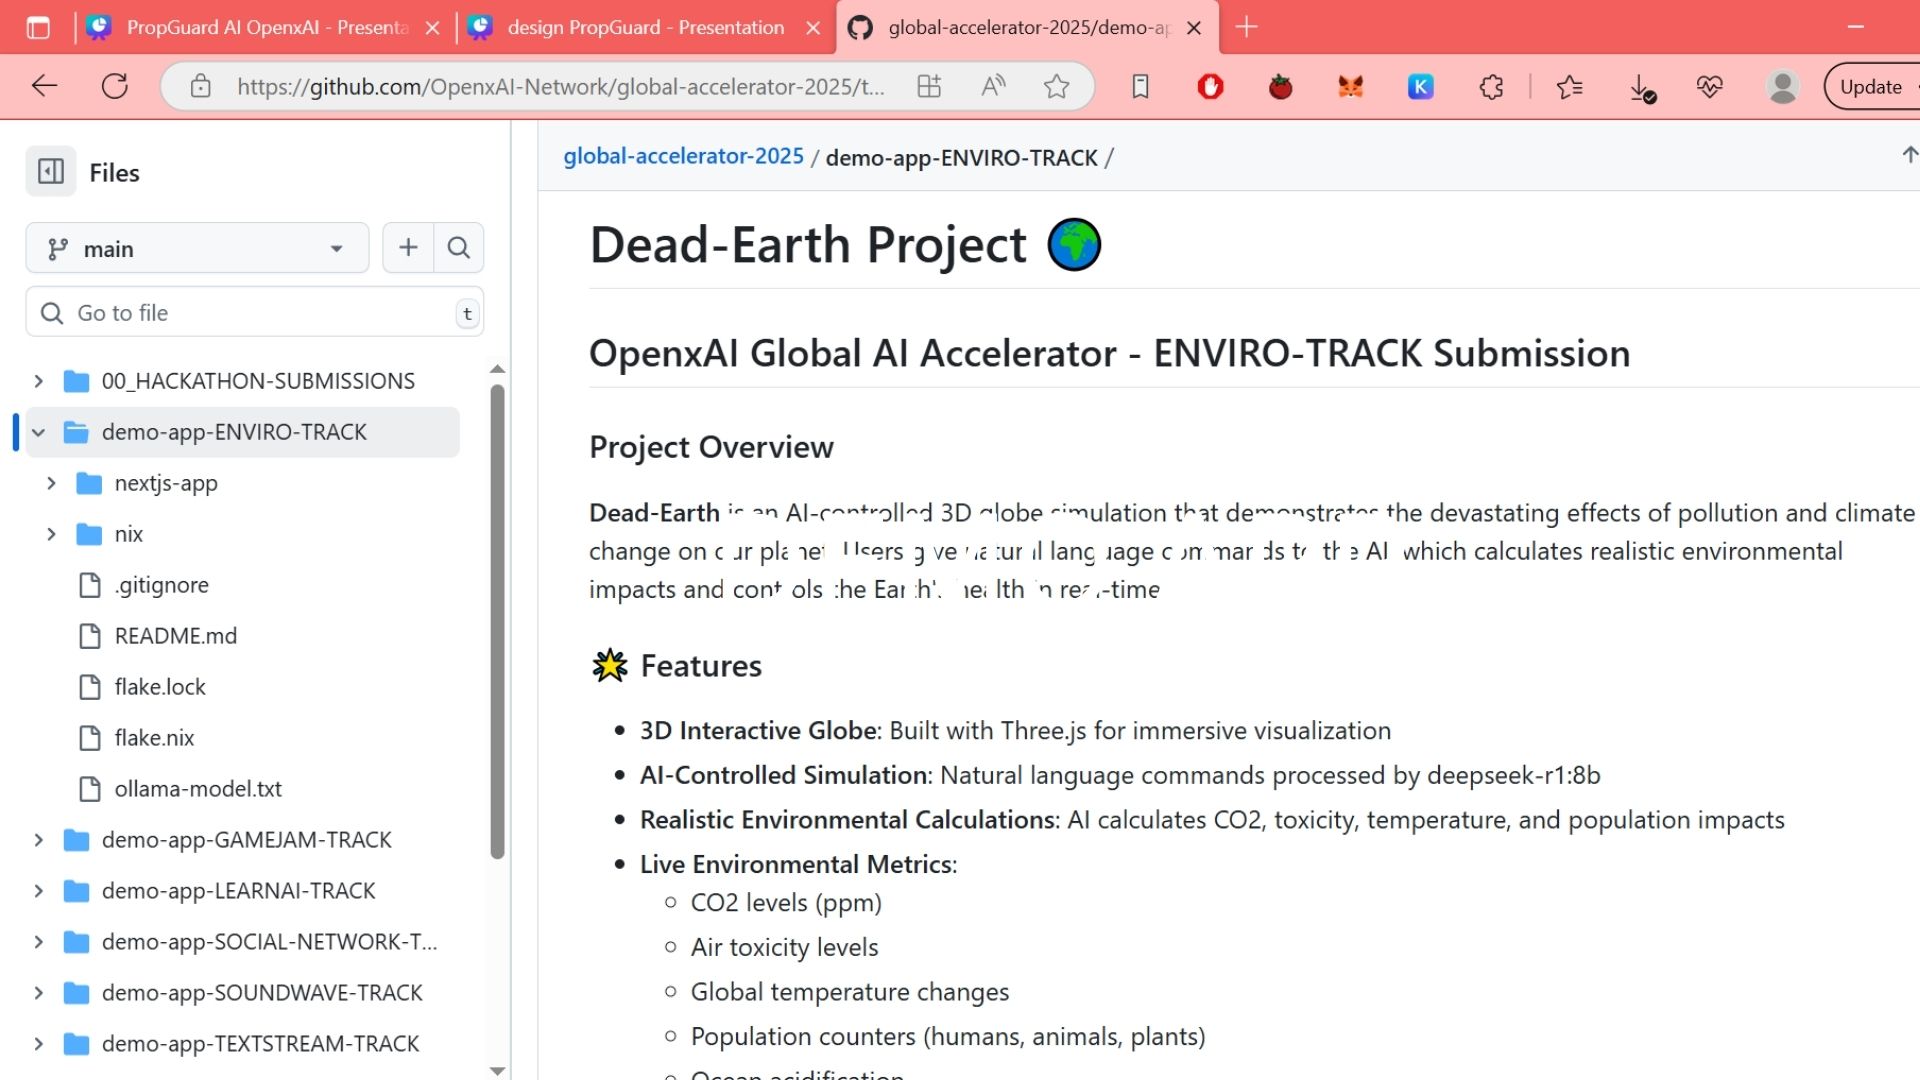 PropGuard AI OpenxAI - Presenta
design PropGuard - Presentation
global-accelerator-2025/demo-ap
https://github.com/OpenxAI-Network/global-accelerator-2025/t...
K
Update
Files
main
Go to file
t
00_HACKATHON-SUBMISSIONS
demo-app-ENVIRO-TRACK
nextjs-app
nix
.gitignore
README.md
flake.lock
flake.nix
ollama-model.txt
demo-app-GAMEJAM-TRACK
demo-app-LEARNAI-TRACK
demo-app-SOCIAL-NETWORK-T...
demo-app-SOUNDWAVE-TRACK
demo-app-TEXTSTREAM-TRACK
global-accelerator-2025 / demo-app-ENVIRO-TRACK /
Dead-Earth Project
OpenxAI Global AI Accelerator - ENVIRO-TRACK Submission
Project Overview
Dead-Earth is an AI-controlled 3D globe simulation that demonstrates the devastating effects of pollution and climate
change on our planet. Users give natural language commands to the AI, which calculates realistic environmental
impacts and controls the Earth's health in real-time
Features
3D Interactive Globe: Built with Three.js for immersive visualization
AI-Controlled Simulation: Natural language commands processed by deepseek-r1:8b
Realistic Environmental Calculations: AI calculates CO2, toxicity, temperature, and population impacts
Live Environmental Metrics:
CO2 levels (ppm)
Air toxicity levels
Global temperature changes
Population counters (humans, animals, plants)
Ocean acidification